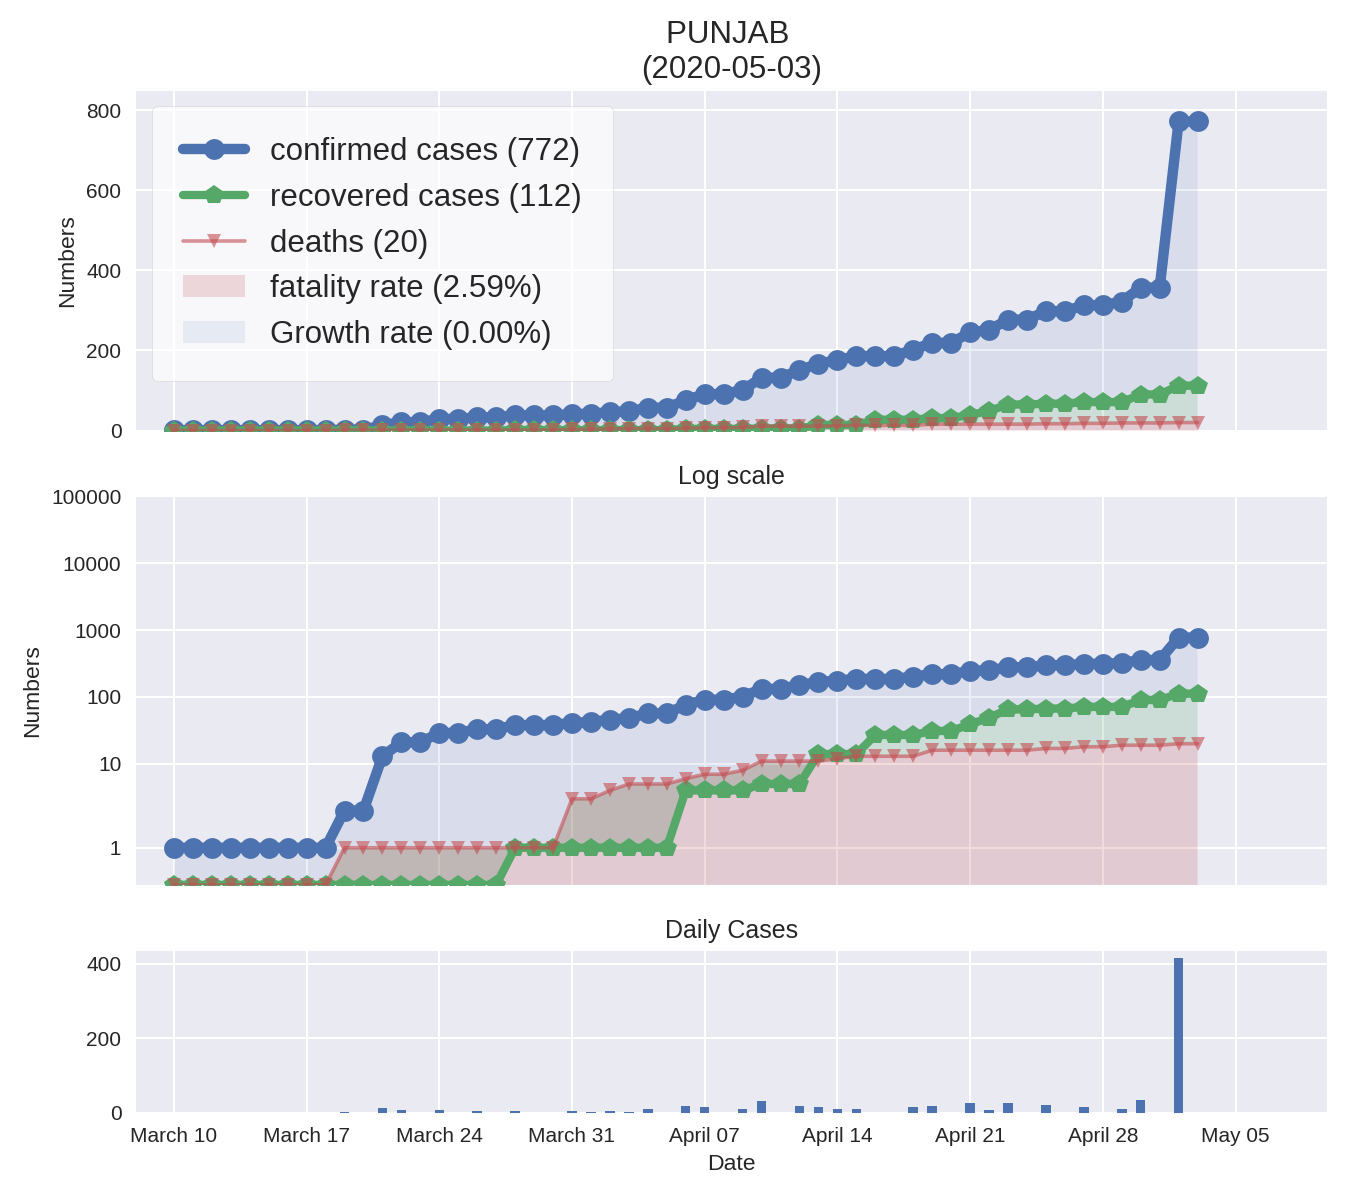 PUNJAB
(2020-05-03)
800
600
400
200
0
Numbers
confirmed cases (772)
recovered cases (112)
deaths (20)
fatality rate (2.59%)
Growth rate (0.00%)
Log scale
100000
10000
1000
100
10
1
Numbers
Daily Cases
400
200
0
March 10 March 17 March 24 March 31 April 07 April 14 April 21 April 28 May 05
Date